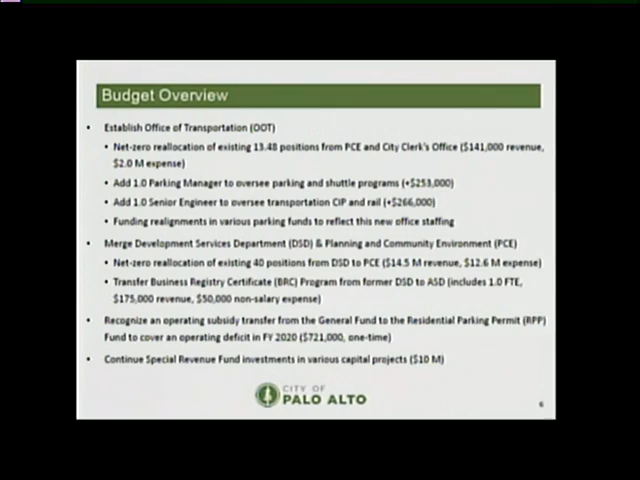 Budget Overview
• Establish Office of Transportation (OOT)
• Net-zero reallocation of existing 13.48 positions from PCE and City Clerk's Office ($141,000 revenue,
$2.0 M expense)
• Add 1.0 Parking Manager to oversee parking and shuttle programs (+$253,000)
• Add 1.0 Senior Engineer to oversee transportation CIP and rail (+$266,000)
• Funding realignments in various parking funds to reflect this new office staffing
• Merge Development Services Department (DSD) & Planning and Community Environment (PCE)
• Net-zero reallocation of existing 40 positions from DSD to PCE ($14.5 M revenue, $12.6 M expense)
• Transfer Business Registry Certificate (BRC) Program from former DSD to ASD (includes 1.0 FTE,
$175,000 revenue, $50,000 non-salary expense)
• Recognize an operating subsidy transfer from the General Fund to the Residential Parking Permit (RPP)
Fund to cover an operating deficit in FY 2020 ($721,000, one-time)
• Continue Special Revenue Fund investments in various capital projects ($10 M)
CITY OF
PALO ALTO
6